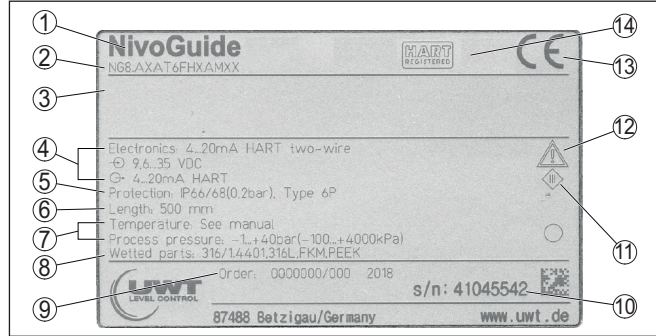 1
NivoGuide
HART
REGISTERED
14
CE
13
2
NG8.AXAT6FHXAMXX
3
4
Electronics: 4...20mA HART two-wire
9,6...35 VDC
4...20mA HART
12
5
Protection: IP66/68(0,2bar), Type 6P
6
Length: 500 mm
7
Temperature: See manual
Process pressure: -1...+40bar(-100...+4000kPa)
11
8
Wetted parts: 316/1.4401,316L,FKM,PEEK
9
Order: 0000000/000 2018
UWT
LEVEL CONTROL
s/n: 41045542
10
87488 Betzigau/Germany
www.uwt.de